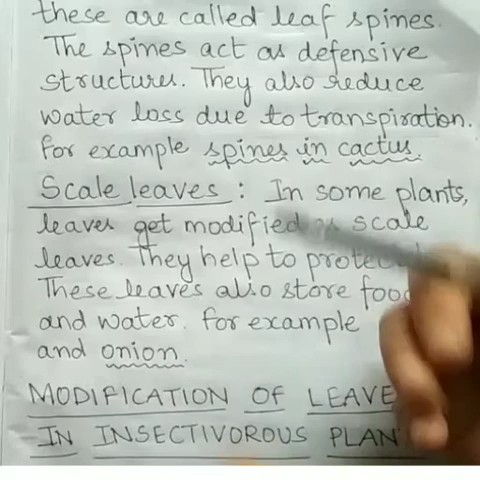 these are called leaf spines.
The spines act as defensive
structures. They also reduce
water loss due to transpiration.
for example spines in cactus.
Scale leaves : In some plants,
leaves get modified as scale
leaves. They help to protect
These leaves also store food
and water. for example
and onion.
MODIFICATION OF LEAVE
IN INSECTIVOROUS PLANT